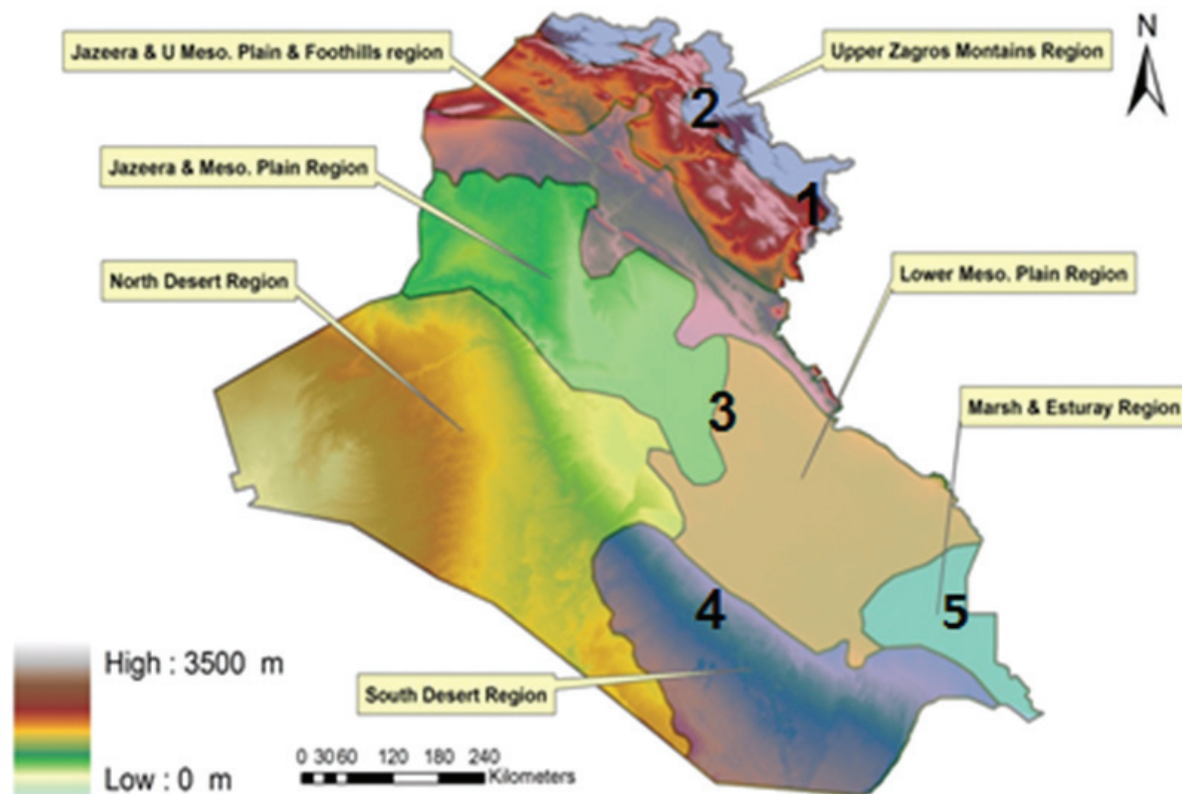 Jazeera & U Meso. Plain & Foothills region
Upper Zagros Montains Region
N
2
Jazeera & Meso. Plain Region
1
North Desert Region
Lower Meso. Plain Region
3
Marsh & Esturay Region
4
5
High : 3500 m
South Desert Region
Low : 0 m
0 30 60 120 180 240
Kilometers